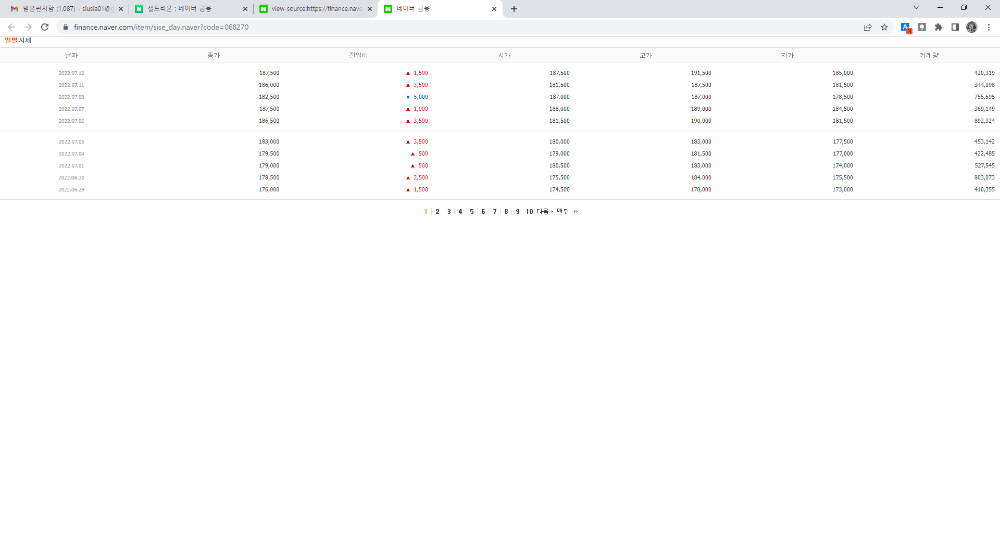 받은편지함 (1,087) - siusia01@g
셀트리온 : 네이버 금융
view-source:https://finance.nave
네이버 금융
finance.naver.com/item/sise_day.naver?code=068270
일별시세
날짜 종가 전일비 시가 고가 저가 거래량
2022.07.12 187,500 ▲ 1,500 187,500 191,500 185,000 420,319
2022.07.11 186,000 ▲ 3,500 181,500 187,500 181,500 344,098
2022.07.08 182,500 ▼ 5,000 187,000 187,000 178,500 755,595
2022.07.07 187,500 ▲ 1,000 188,000 189,000 184,500 369,149
2022.07.06 186,500 ▲ 3,500 181,500 190,000 181,500 892,324
2022.07.05 183,000 ▲ 3,500 180,000 183,000 177,500 453,142
2022.07.04 179,500 ▲ 500 179,000 181,500 177,000 422,485
2022.07.01 179,000 ▲ 500 180,500 183,000 174,000 527,545
2022.06.30 178,500 ▲ 2,500 175,500 184,000 175,500 803,073
2022.06.29 176,000 ▲ 1,500 174,500 178,000 173,000 410,355
1 2 3 4 5 6 7 8 9 10 다음 맨뒤